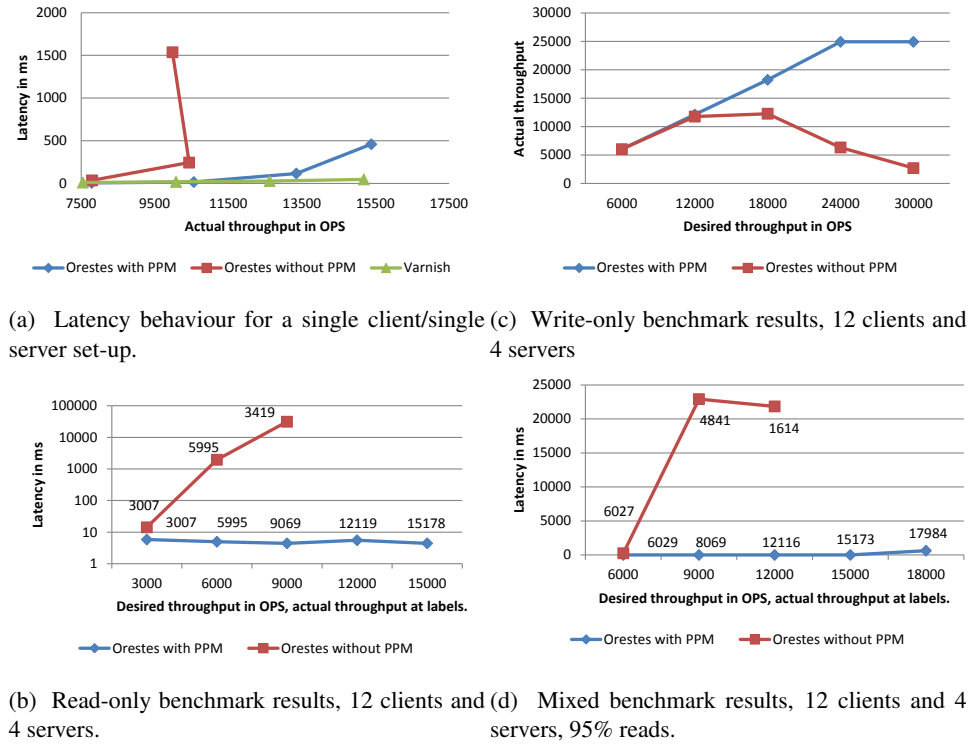 2000
1500
1000
500
0
Latency in ms
7500 9500 11500 13500 15500 17500
Actual throughput in OPS
Orestes with PPM Orestes without PPM Varnish
(a) Latency behaviour for a single client/single
server set-up.
30000
25000
20000
15000
10000
5000
0
Actual throughput
6000 12000 18000 24000 30000
Desired throughput in OPS
Orestes with PPM Orestes without PPM
(c) Write-only benchmark results, 12 clients and
4 servers
100000
10000
1000
100
10
1
Latency in ms
3419
5995
3007
3007 5995 9069 12119 15178
3000 6000 9000 12000 15000
Desired throughput in OPS, actual throughput at labels.
Orestes with PPM Orestes without PPM
(b) Read-only benchmark results, 12 clients and
4 servers.
25000
20000
15000
10000
5000
0
Latency in ms
4841
1614
6027
6029 8069 12116 15173 17984
6000 9000 12000 15000 18000
Desired throughput in OPS, actual throughput at labels.
Orestes with PPM Orestes without PPM
(d) Mixed benchmark results, 12 clients and 4
servers, 95% reads.